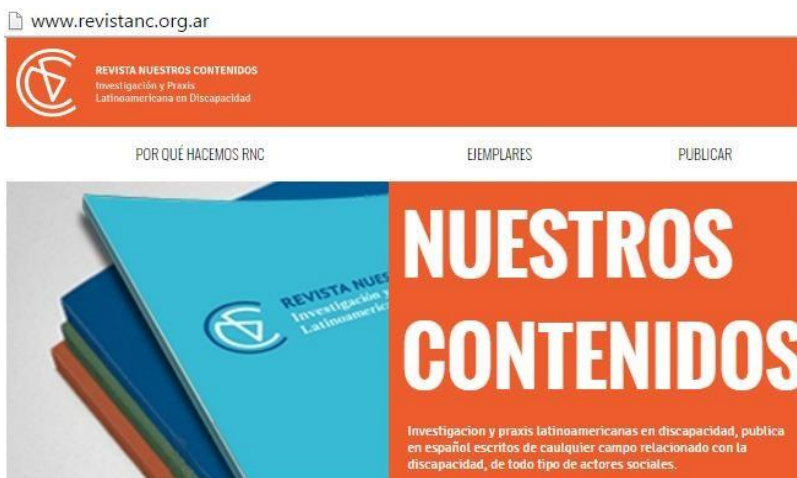 www.revistanc.org.ar
REVISTA NUESTROS CONTENIDOS
Investigación y Praxis
Latinoamericana en Discapacidad
POR QUÉ HACEMOS RNC
EJEMPLARES
PUBLICAR
REVISTA NUES
Investigación y
Latinoameric
NUESTROS
CONTENIDOS
Investigacion y praxis latinoamericanas en discapacidad, publica
en español escritos de caulquier campo relacionado con la
discapacidad, de todo tipo de actores sociales.